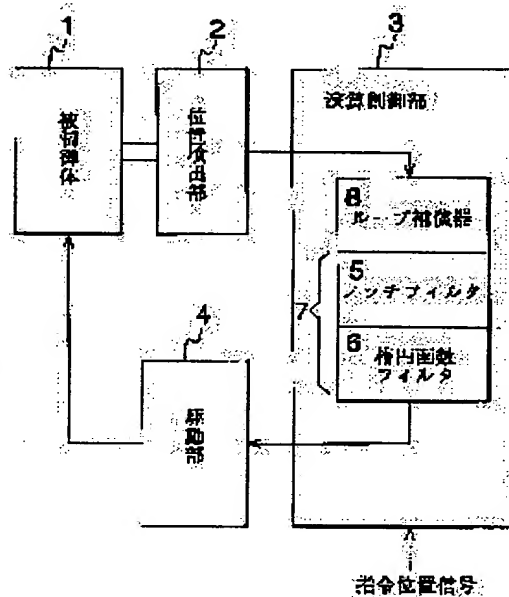 1
2
3
被制御体
位置検出部
演算制御部
8
ループ補償器
5
ノッチフィルタ
7
6
楕円函数
フィルタ
4
駆動部
指令位置信号